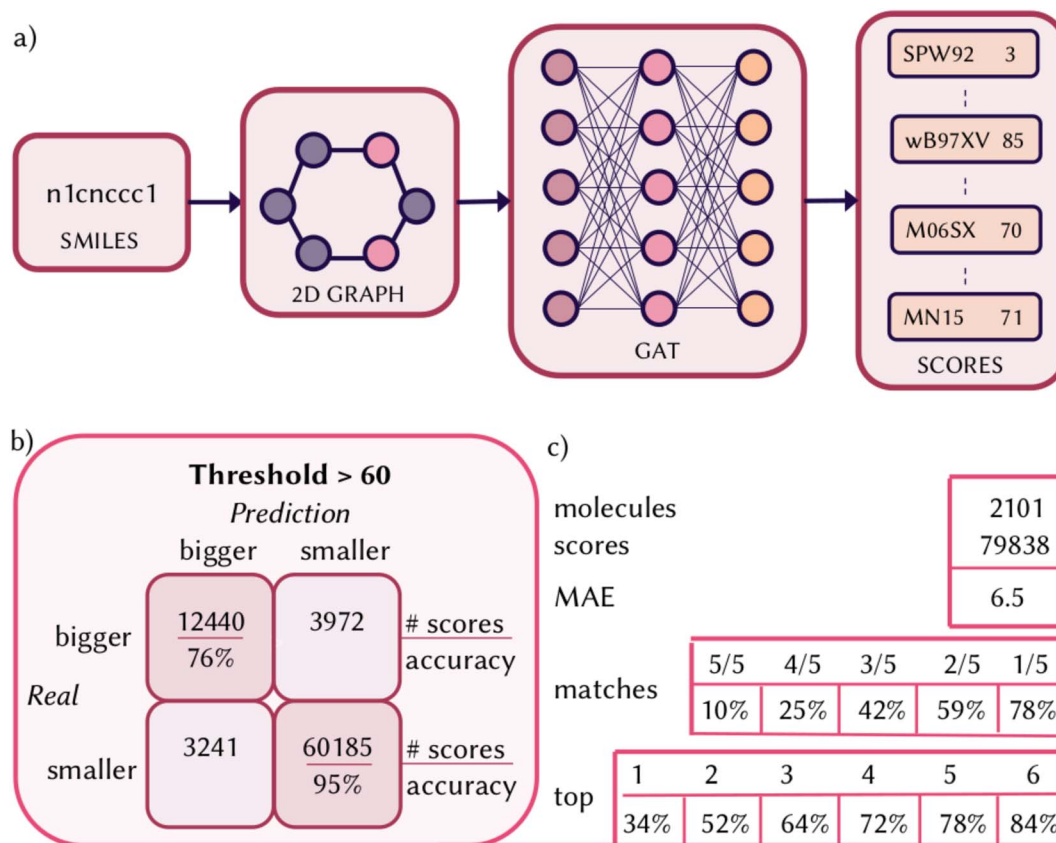 a)
n1cnccc1
SMILES
2D GRAPH
GAT
SPW92 3
wB97XV 85
M06SX 70
MN15 71
SCORES
b)
Threshold > 60
Prediction
bigger smaller
bigger
12440
76%
3972
# scores
accuracy
Real
smaller
3241
60185
95%
# scores
accuracy
c)
molecules 2101
scores 79838
MAE 6.5
matches
5/5 4/5 3/5 2/5 1/5
10% 25% 42% 59% 78%
top
1 2 3 4 5 6
34% 52% 64% 72% 78% 84%